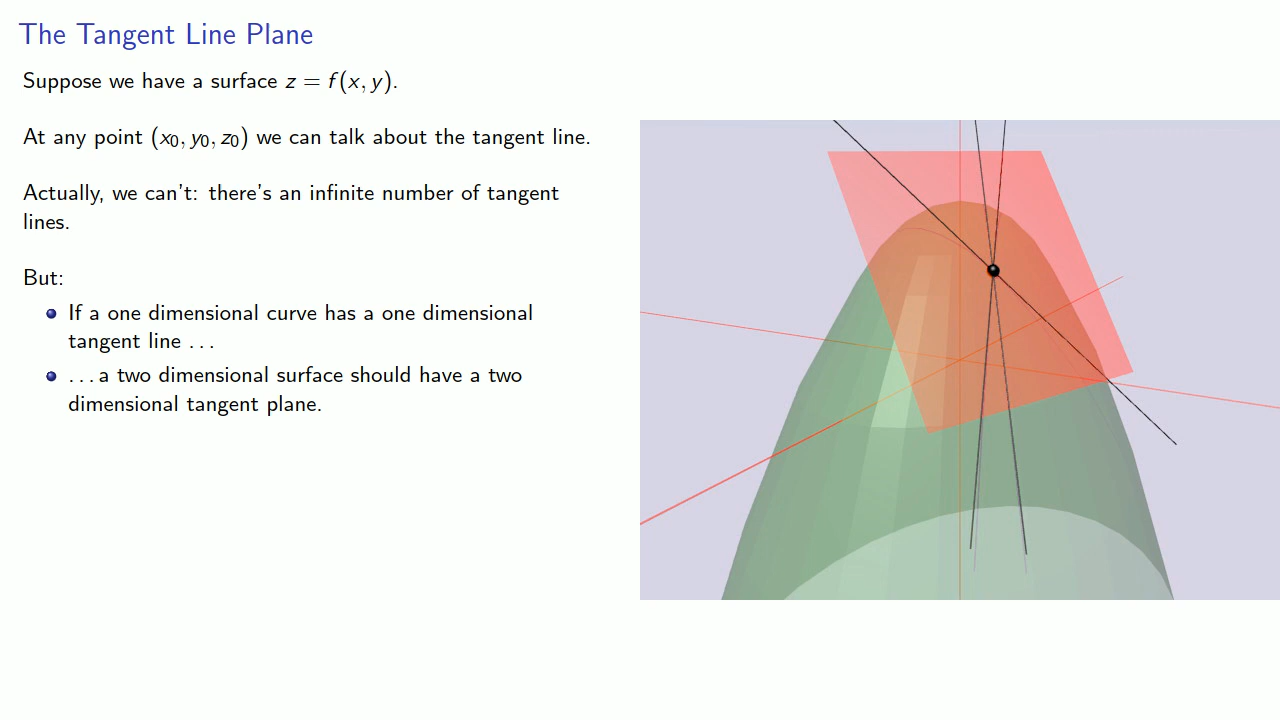 The Tangent Line Plane
Suppose we have a surface z = f(x, y).
At any point (x₀, y₀, z₀) we can talk about the tangent line.
Actually, we can't: there's an infinite number of tangent
lines.
But:
If a one dimensional curve has a one dimensional
tangent line . . .
. . . a two dimensional surface should have a two
dimensional tangent plane.